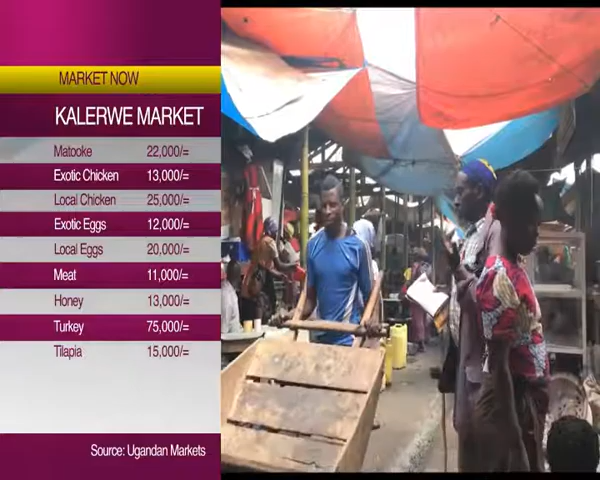 MARKET NOW
KALERWE MARKET
Matooke 22,000/=
Exotic Chicken 13,000/=
Local Chicken 25,000/=
Exotic Eggs 12,000/=
Local Eggs 20,000/=
Meat 11,000/=
Honey 13,000/=
Turkey 75,000/=
Tilapia 15,000/=
Source: Ugandan Markets